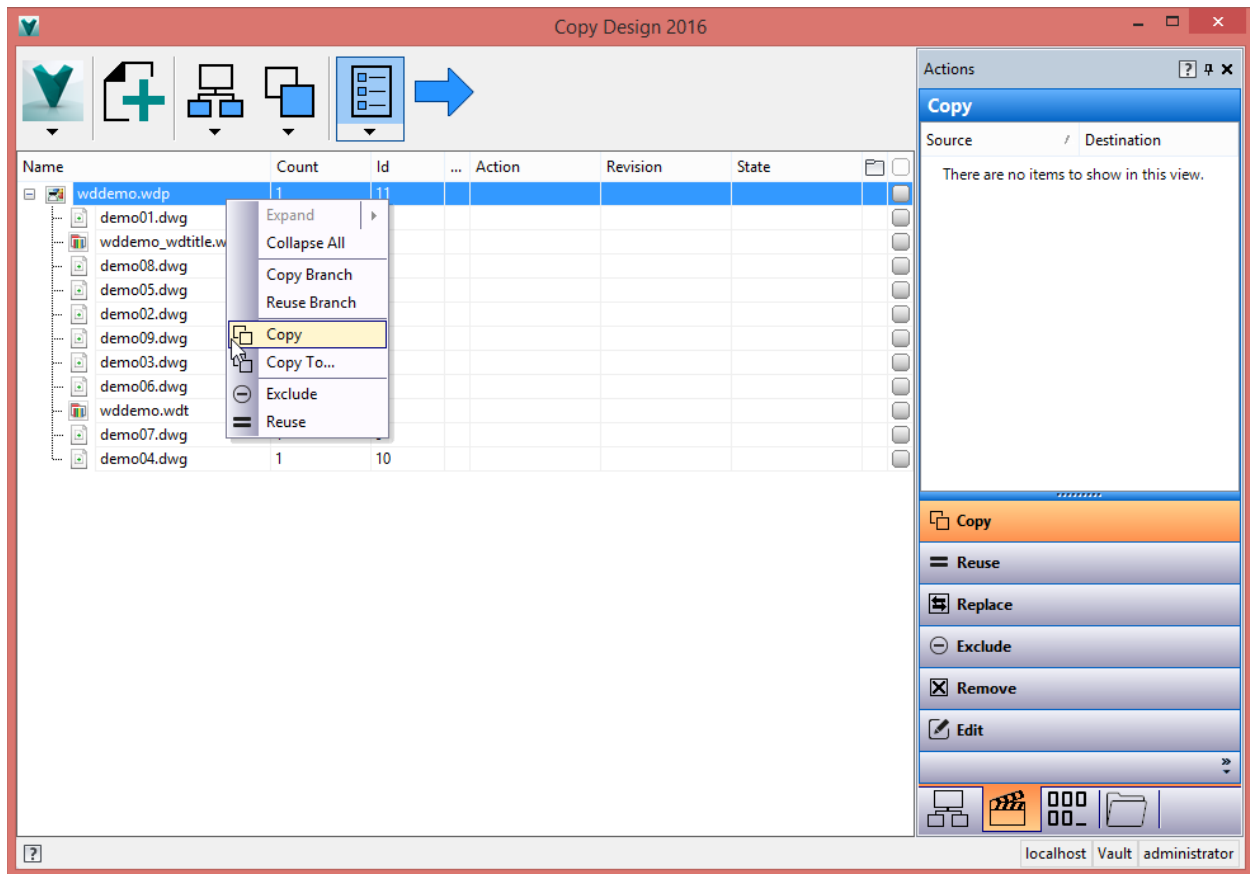 Copy Design 2016
Actions
Copy
Source / Destination
There are no items to show in this view.
Name Count Id ... Action Revision State
wddemo.wdp 1 11
demo01.dwg
wddemo_wdtitle.w
demo08.dwg
demo05.dwg
demo02.dwg
demo09.dwg
demo03.dwg
demo06.dwg
wddemo.wdt
demo07.dwg
demo04.dwg 1 10
Expand
Collapse All
Copy Branch
Reuse Branch
Copy
Copy To...
Exclude
Reuse
Copy
Reuse
Replace
Exclude
Remove
Edit
localhost Vault administrator